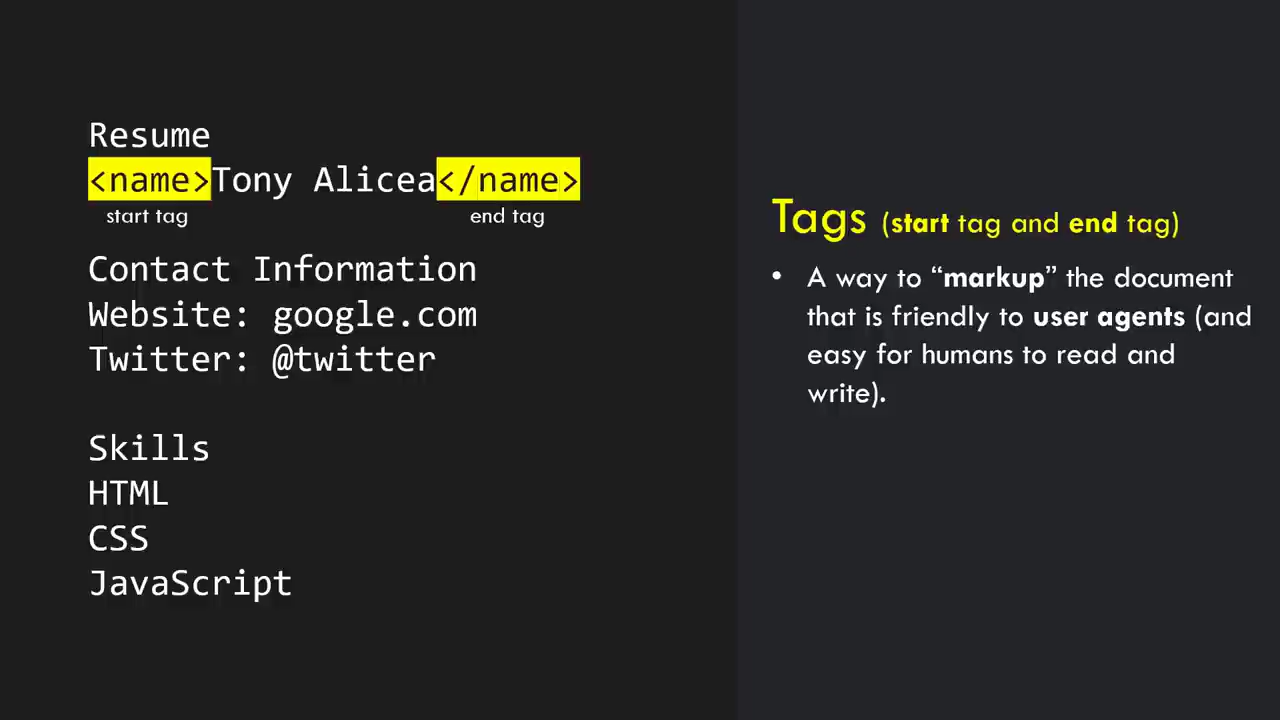 Resume
<name>Tony Alicea</name>
start tag end tag
Contact Information
Website: google.com
Twitter: @twitter
Skills
HTML
CSS
JavaScript
Tags (start tag and end tag)
• A way to “markup” the document
that is friendly to user agents (and
easy for humans to read and
write).